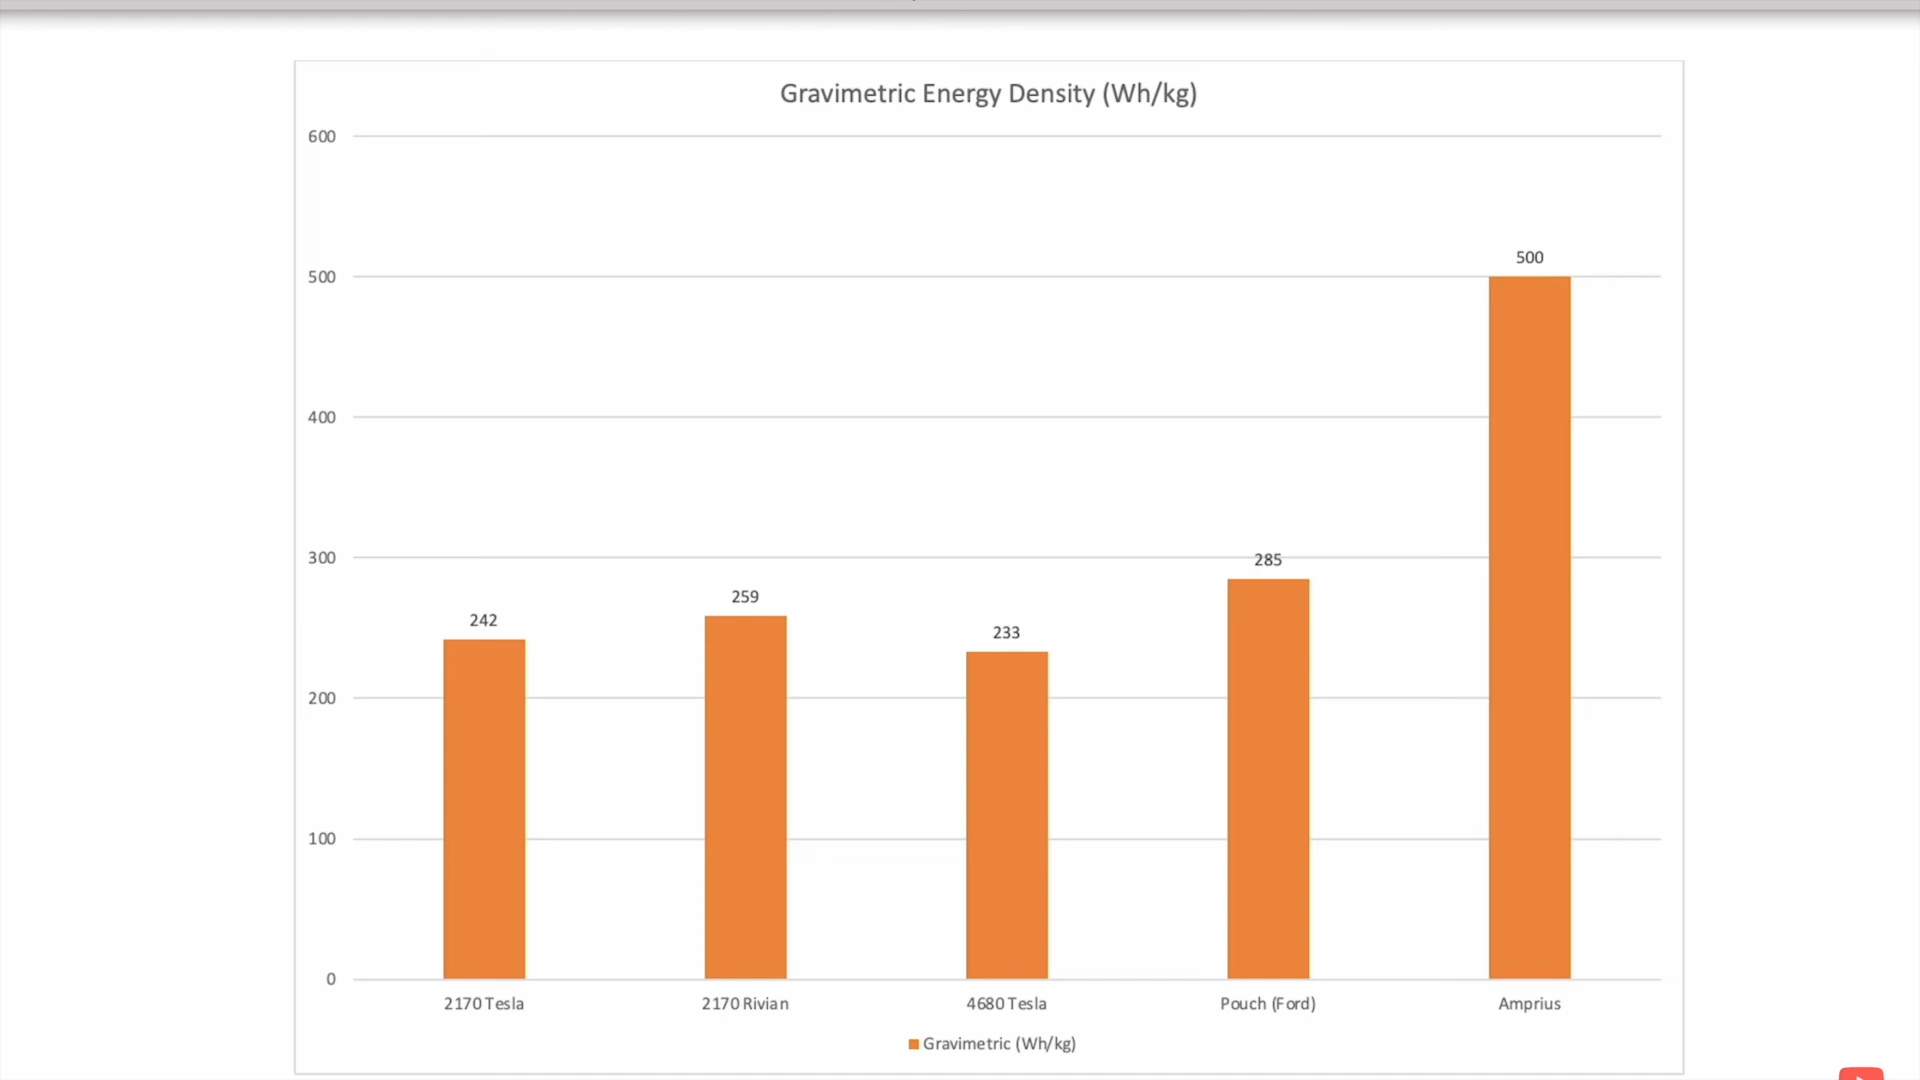 Gravimetric Energy Density (Wh/kg)
600
500
400
300
200
100
0
242
259
233
285
500
2170 Tesla
2170 Rivian
4680 Tesla
Pouch (Ford)
Amprius
Gravimetric (Wh/kg)